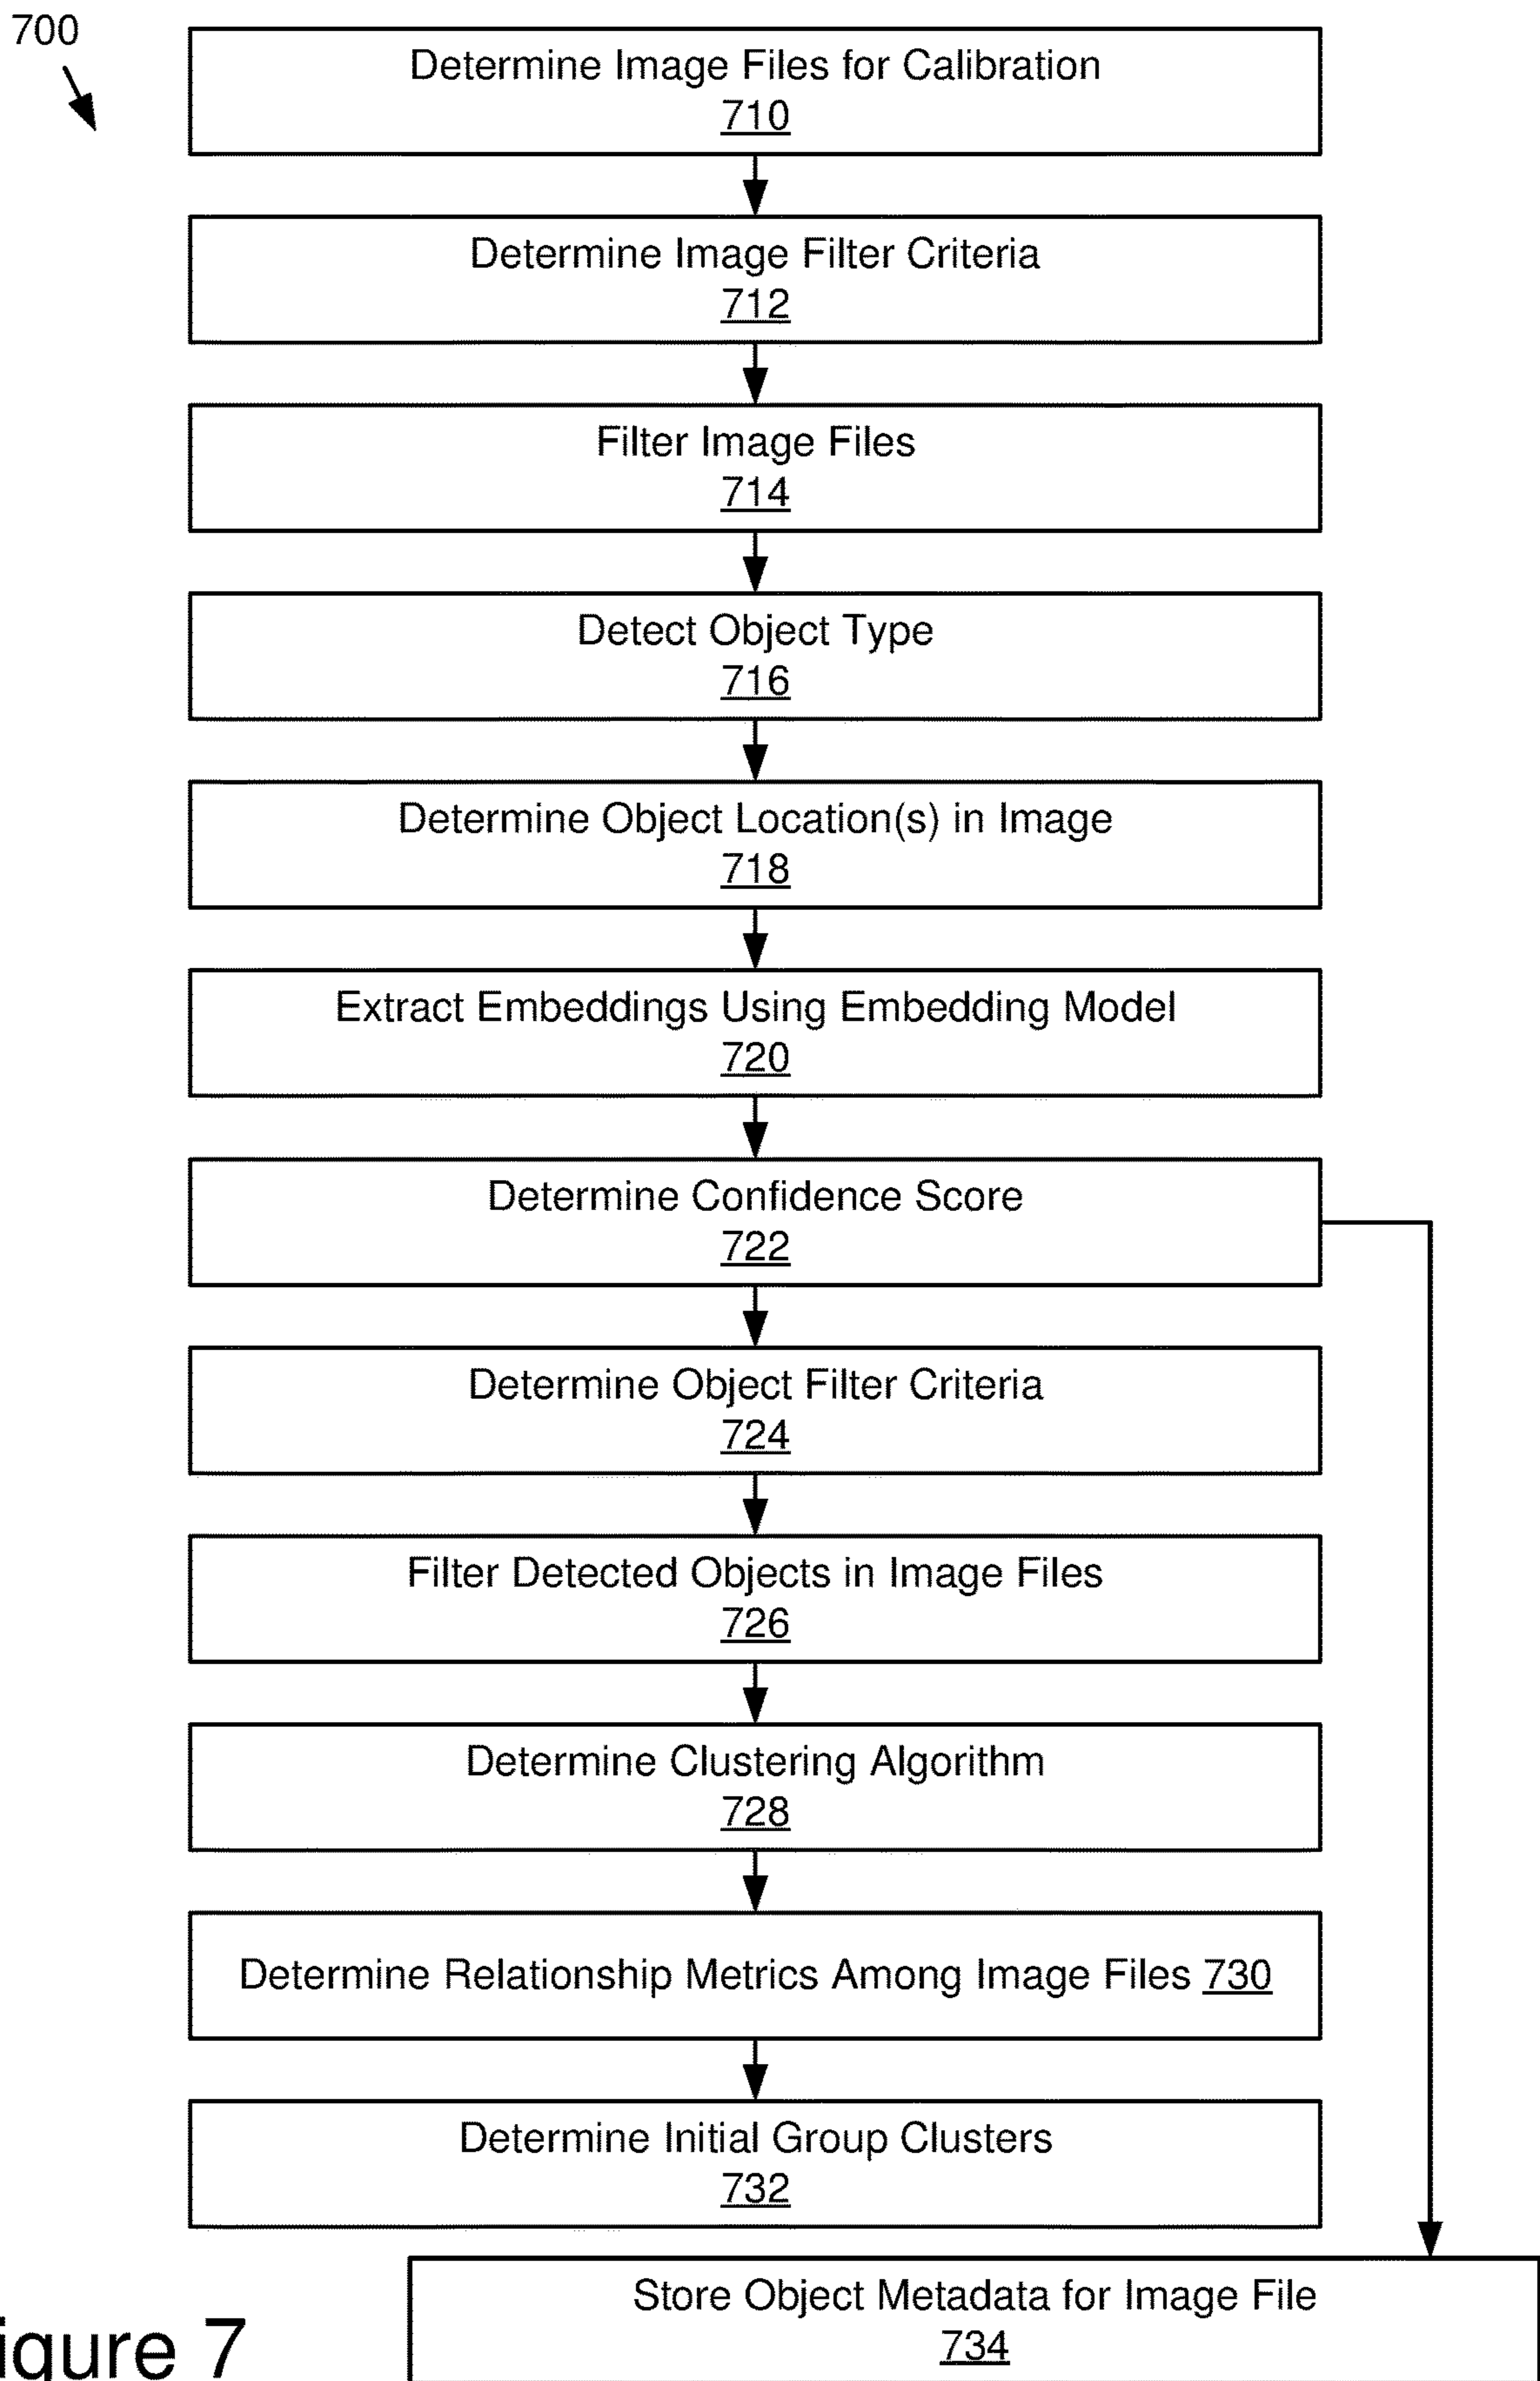 700
Determine Image Files for Calibration
710
Determine Image Filter Criteria
712
Filter Image Files
714
Detect Object Type
716
Determine Object Location(s) in Image
718
Extract Embeddings Using Embedding Model
720
Determine Confidence Score
722
Determine Object Filter Criteria
724
Filter Detected Objects in Image Files
726
Determine Clustering Algorithm
728
Determine Relationship Metrics Among Image Files 730
Determine Initial Group Clusters
732
Store Object Metadata for Image File
734
igure 7